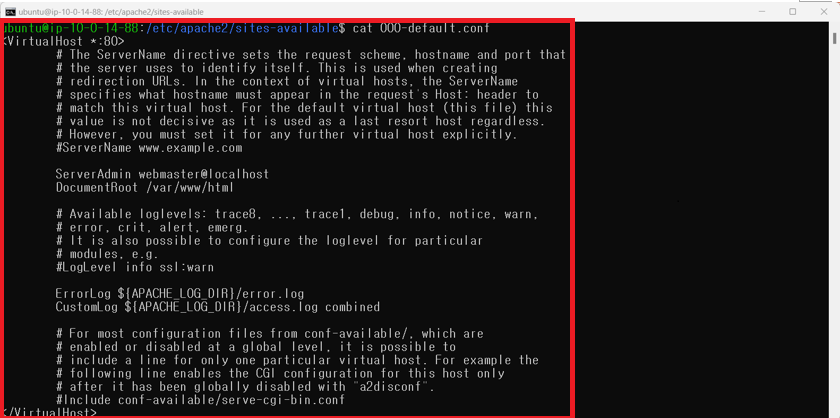 ubuntu@ip-10-0-14-88: /etc/apache2/sites-available
ubuntu@ip-10-0-14-88:/etc/apache2/sites-available$ cat 000-default.conf
<VirtualHost *:80>
# The ServerName directive sets the request scheme, hostname and port that
# the server uses to identify itself. This is used when creating
# redirection URLs. In the context of virtual hosts, the ServerName
# specifies what hostname must appear in the request's Host: header to
# match this virtual host. For the default virtual host (this file) this
# value is not decisive as it is used as a last resort host regardless.
# However, you must set it for any further virtual host explicitly.
#ServerName www.example.com
ServerAdmin webmaster@localhost
DocumentRoot /var/www/html
# Available loglevels: trace8, ..., trace1, debug, info, notice, warn,
# error, crit, alert, emerg.
# It is also possible to configure the loglevel for particular
# modules, e.g.
#LogLevel info ssl:warn
ErrorLog ${APACHE_LOG_DIR}/error.log
CustomLog ${APACHE_LOG_DIR}/access.log combined
# For most configuration files from conf-available/, which are
# enabled or disabled at a global level, it is possible to
# include a line for only one particular virtual host. For example the
# following line enables the CGI configuration for this host only
# after it has been globally disabled with "a2disconf".
#Include conf-available/serve-cgi-bin.conf
</VirtualHost>